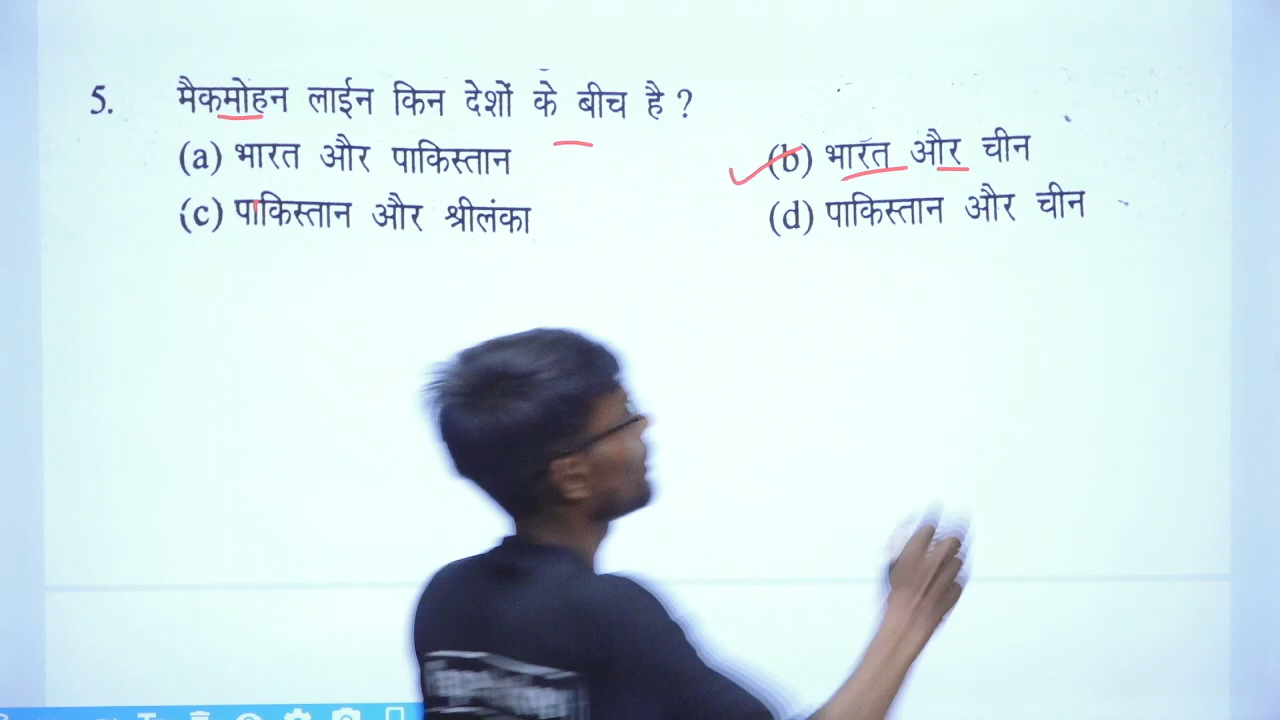 5. मैकमोहन लाईन किन देशों के बीच है ?
(a) भारत और पाकिस्तान (b) भारत और चीन
(c) पाकिस्तान और श्रीलंका (d) पाकिस्तान और चीन